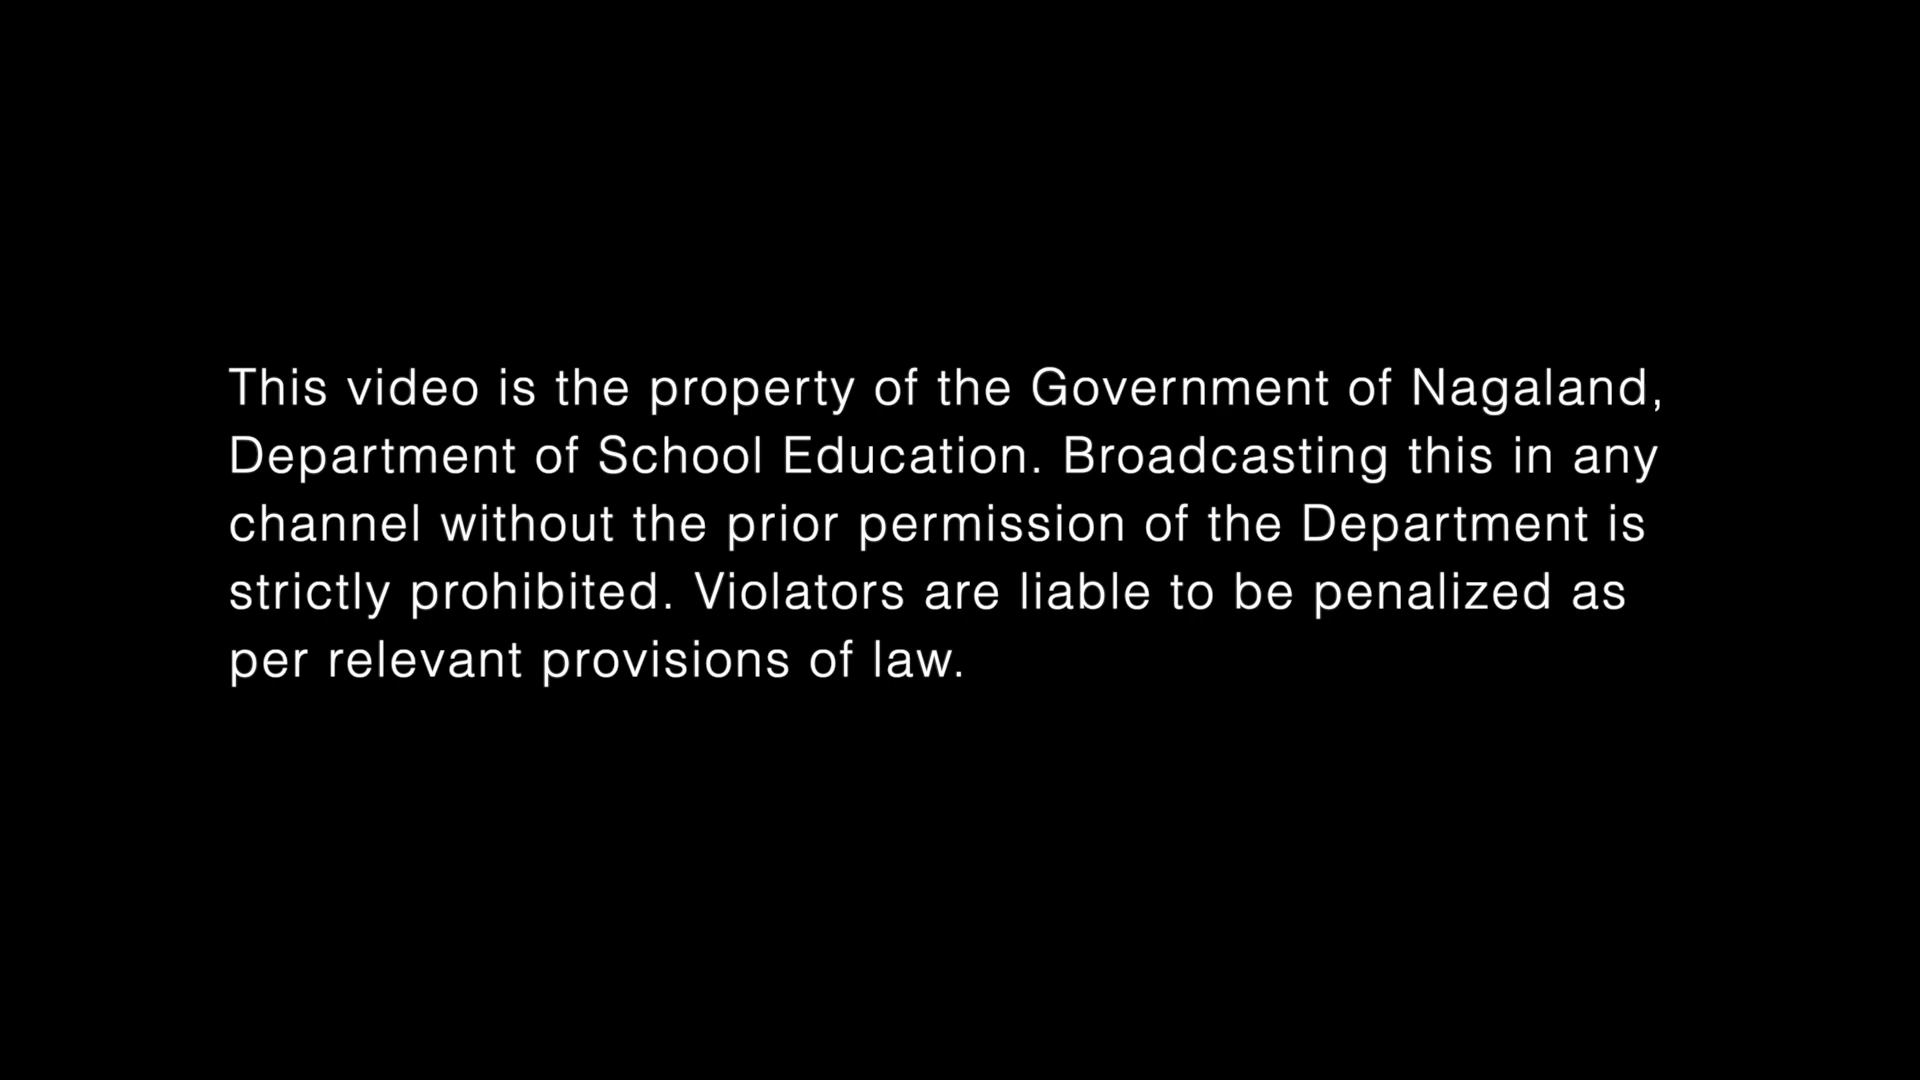 This video is the property of the Government of Nagaland,
Department of School Education. Broadcasting this in any
channel without the prior permission of the Department is
strictly prohibited. Violators are liable to be penalized as
per relevant provisions of law.